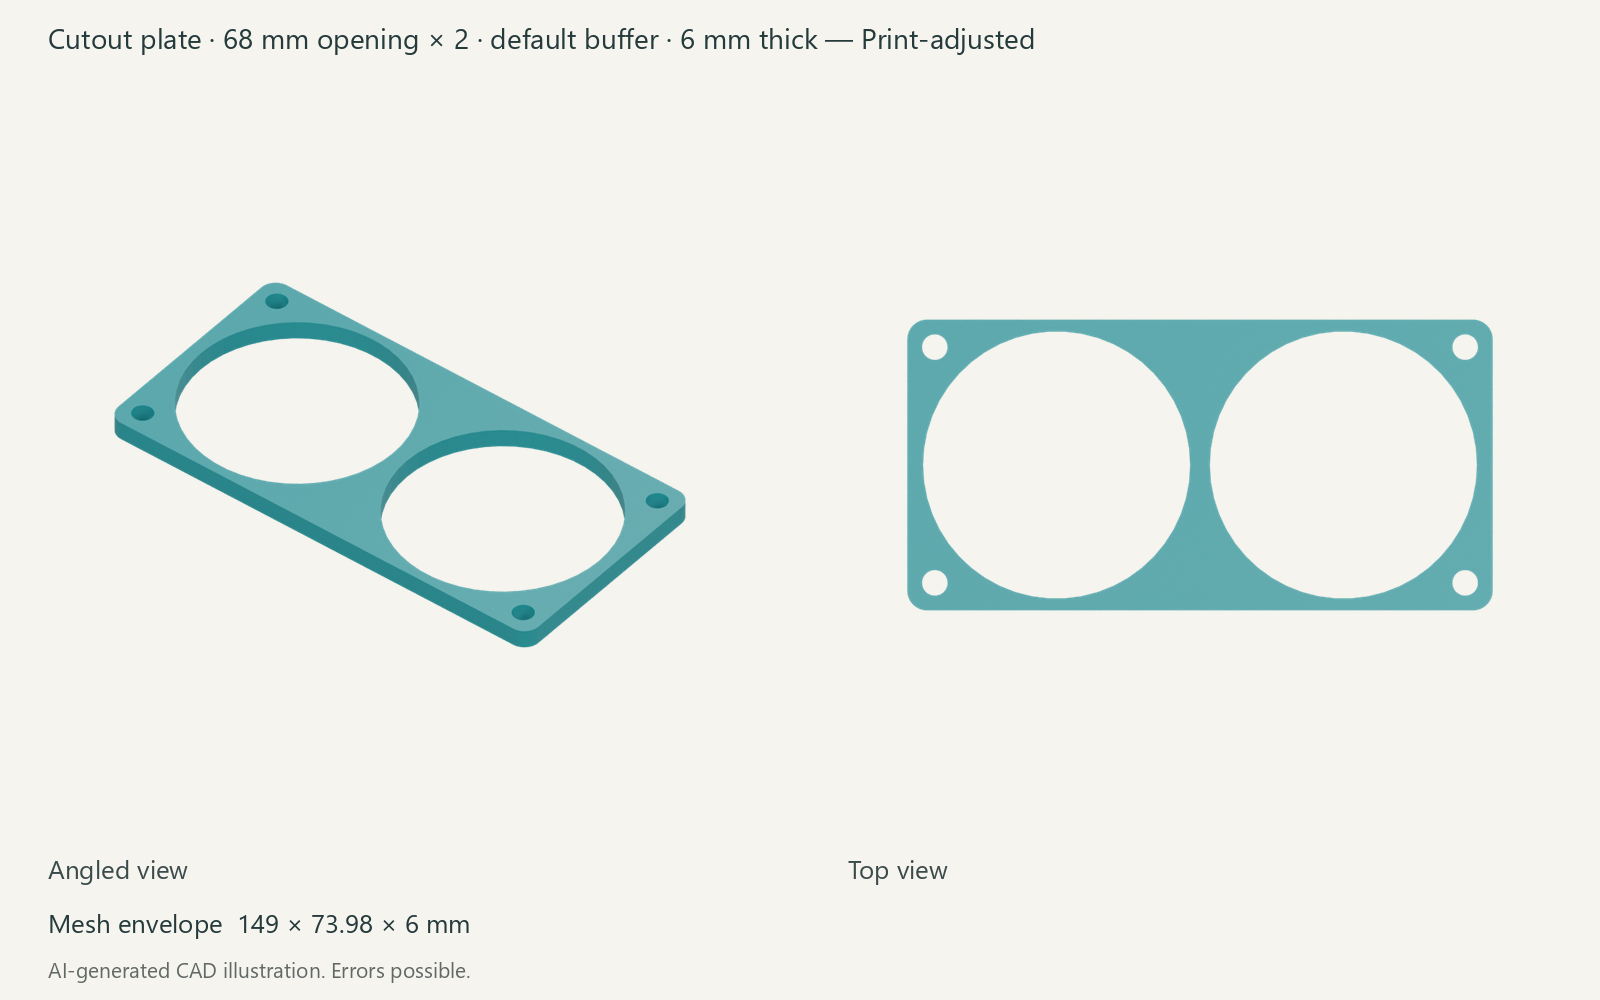 Cutout plate · 68 mm opening × 2 · default buffer · 6 mm thick — Print-adjusted
Angled view
Top view
Mesh envelope  149 × 73.98 × 6 mm
AI-generated CAD illustration. Errors possible.